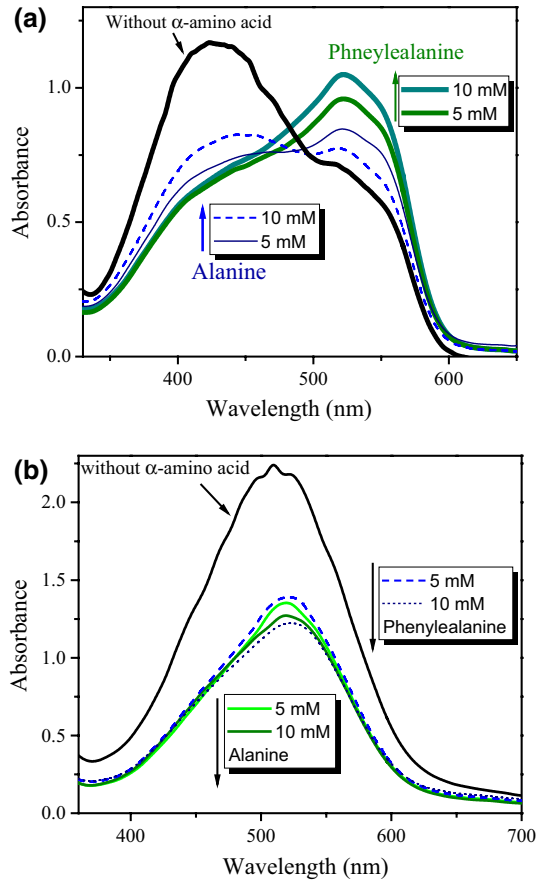 (a)
Without α-amino acid
Phneylealanine
10 mM
5 mM
10 mM
5 mM
Alanine
Absorbance
1.0
0.5
0.0
400
500
600
Wavelength (nm)
(b)
without α-amino acid
5 mM
10 mM
Phenylealanine
5 mM
10 mM
Alanine
Absorbance
2.0
1.5
1.0
0.5
0.0
400
500
600
700
Wavelength (nm)